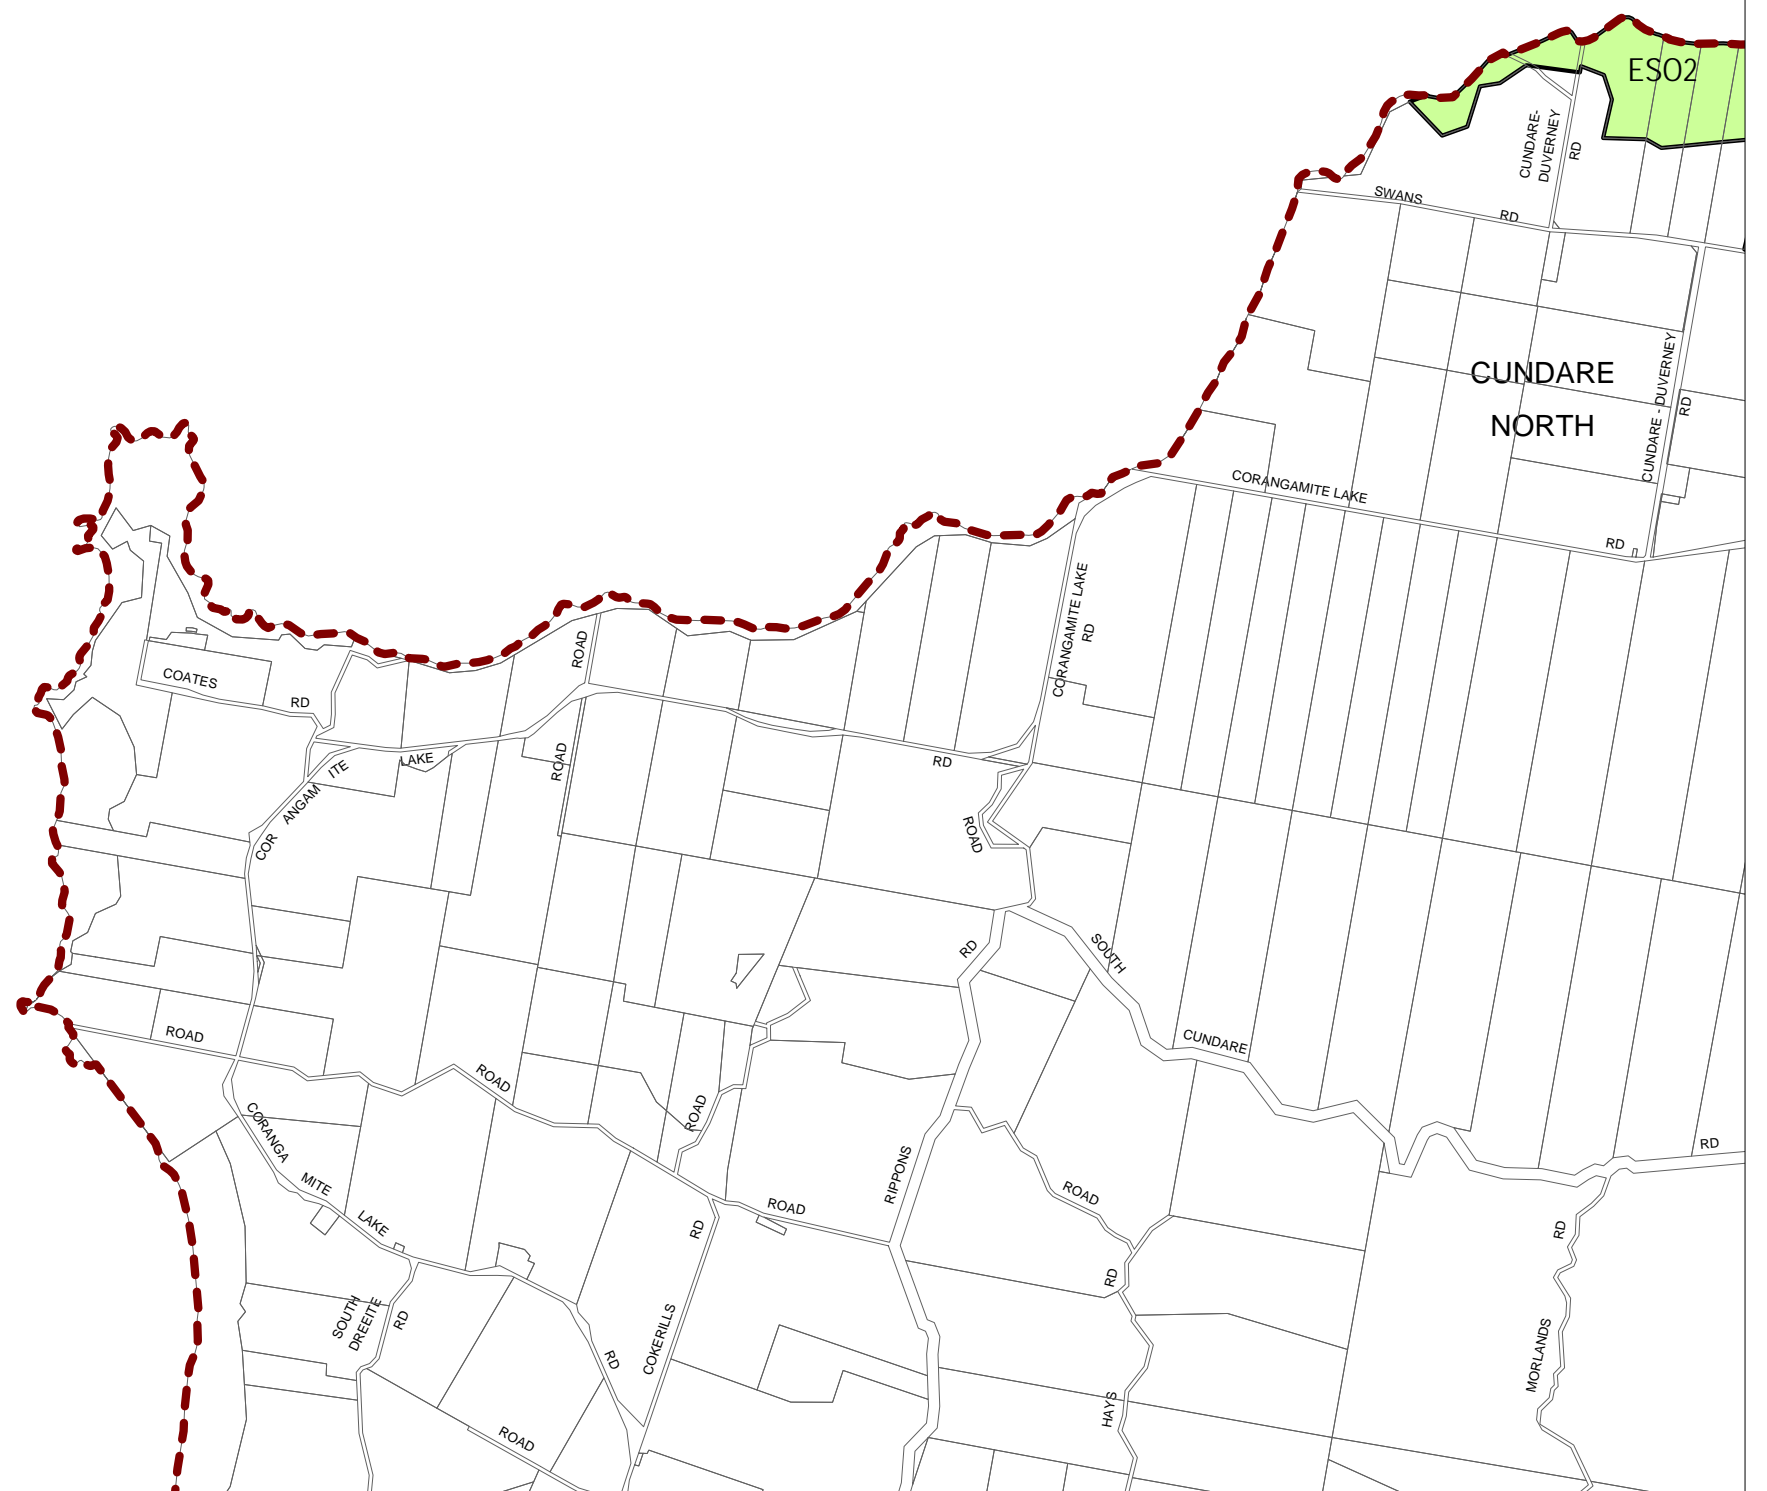 ESO2
CUNDARE-
DUVERNEY
RD
SWANS
RD
CUNDARE
NORTH
CUNDARE - DUVERNEY
RD
CORANGAMITE LAKE
RD
CORANGAMITE LAKE
RD
ROAD
COATES
RD
ROAD
LAKE
ITE
ANGAM
COR
RD
ROAD
RD
SOUTH
CUNDARE
RD
ROAD
ROAD
ROAD
CORANGA
MITE
LAKE
RD
ROAD
RD
RIPPONS
ROAD
RD
HAYS
RD
MORLANDS
SOUTH
DREEITE
RD
COKERILLS
ROAD